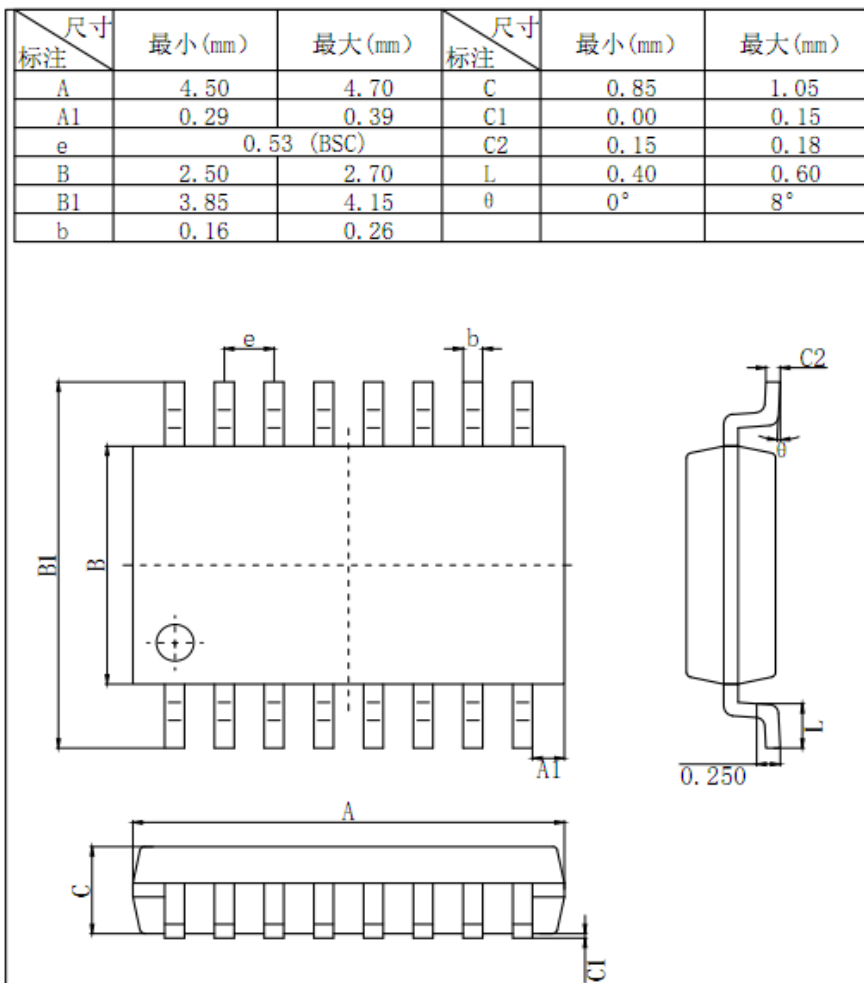 尺寸 标注 最小(mm) 最大(mm) 尺寸 标注 最小(mm) 最大(mm)
A 4.50 4.70 C 0.85 1.05
A1 0.29 0.39 C1 0.00 0.15
e 0.53 (BSC) C2 0.15 0.18
B 2.50 2.70 L 0.40 0.60
B1 3.85 4.15 θ 0° 8°
b 0.16 0.26
e
b
C2
θ
B1
B
L
A1
0.250
A
C
C1